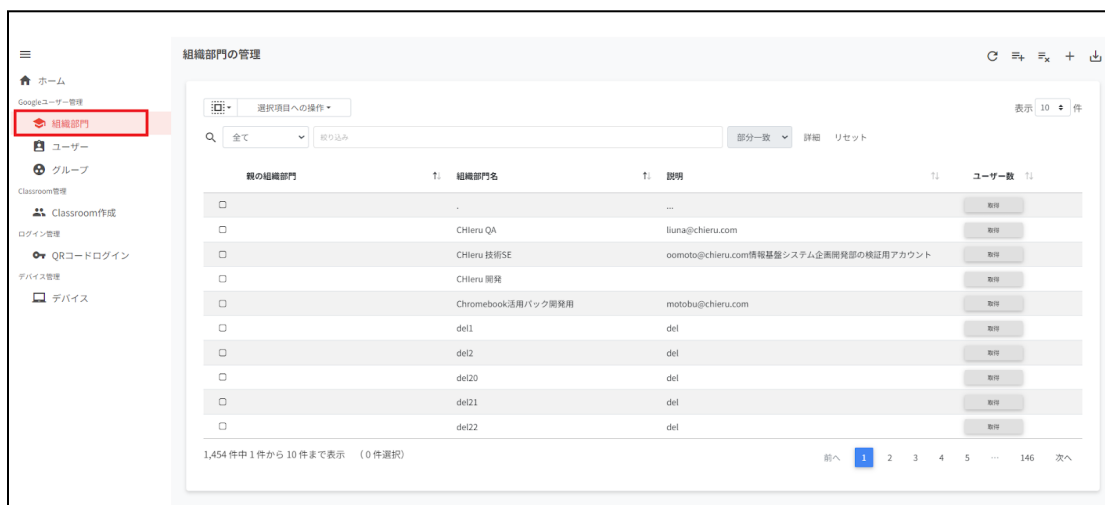 組織部門の管理
ホーム
Googleユーザー管理
組織部門
ユーザー
グループ
Classroom管理
Classroom作成
ログイン管理
QRコードログイン
デバイス管理
デバイス
選択項目への操作
表示 10 件
全て 絞り込み 部分一致 詳細 リセット
親の組織部門 組織部門名 説明 ユーザー数
. ... 取得
CHIeru QA liuna@chieru.com 取得
CHIeru 技術SE oomoto@chieru.com情報基盤システム企画開発部の検証用アカウント 取得
CHIeru 開発 取得
Chromebook活用パック開発用 motobu@chieru.com 取得
del1 del 取得
del2 del 取得
del20 del 取得
del21 del 取得
del22 del 取得
1,454 件中 1 件から 10 件まで表示 （ 0 件選択）
前へ 1 2 3 4 5 … 146 次へ